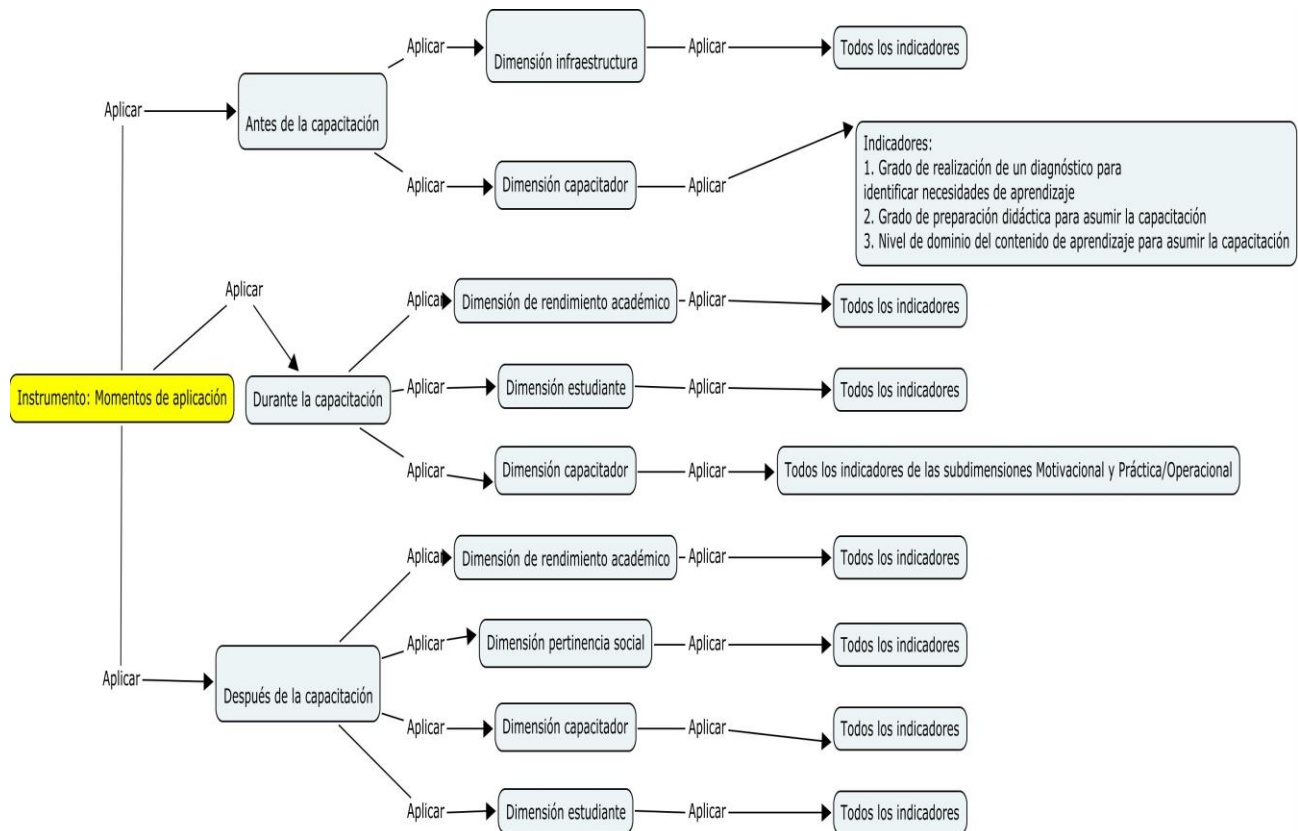 Aplicar
Dimensión infraestructura
Aplicar
Todos los indicadores
Aplicar
Antes de la capacitación
Aplicar
Dimensión capacitador
Aplicar
Indicadores:
1. Grado de realización de un diagnóstico para
identificar necesidades de aprendizaje
2. Grado de preparación didáctica para asumir la capacitación
3. Nivel de dominio del contenido de aprendizaje para asumir la capacitación
Instrumento: Momentos de aplicación
Aplicar
Durante la capacitación
Aplicar
Dimensión de rendimiento académico
Aplicar
Todos los indicadores
Aplicar
Dimensión estudiante
Aplicar
Todos los indicadores
Aplicar
Dimensión capacitador
Aplicar
Todos los indicadores de las subdimensiones Motivacional y Práctica/Operacional
Aplicar
Después de la capacitación
Aplicar
Dimensión de rendimiento académico
Aplicar
Todos los indicadores
Aplicar
Dimensión pertinencia social
Aplicar
Todos los indicadores
Aplicar
Dimensión capacitador
Aplicar
Todos los indicadores
Aplicar
Dimensión estudiante
Aplicar
Todos los indicadores